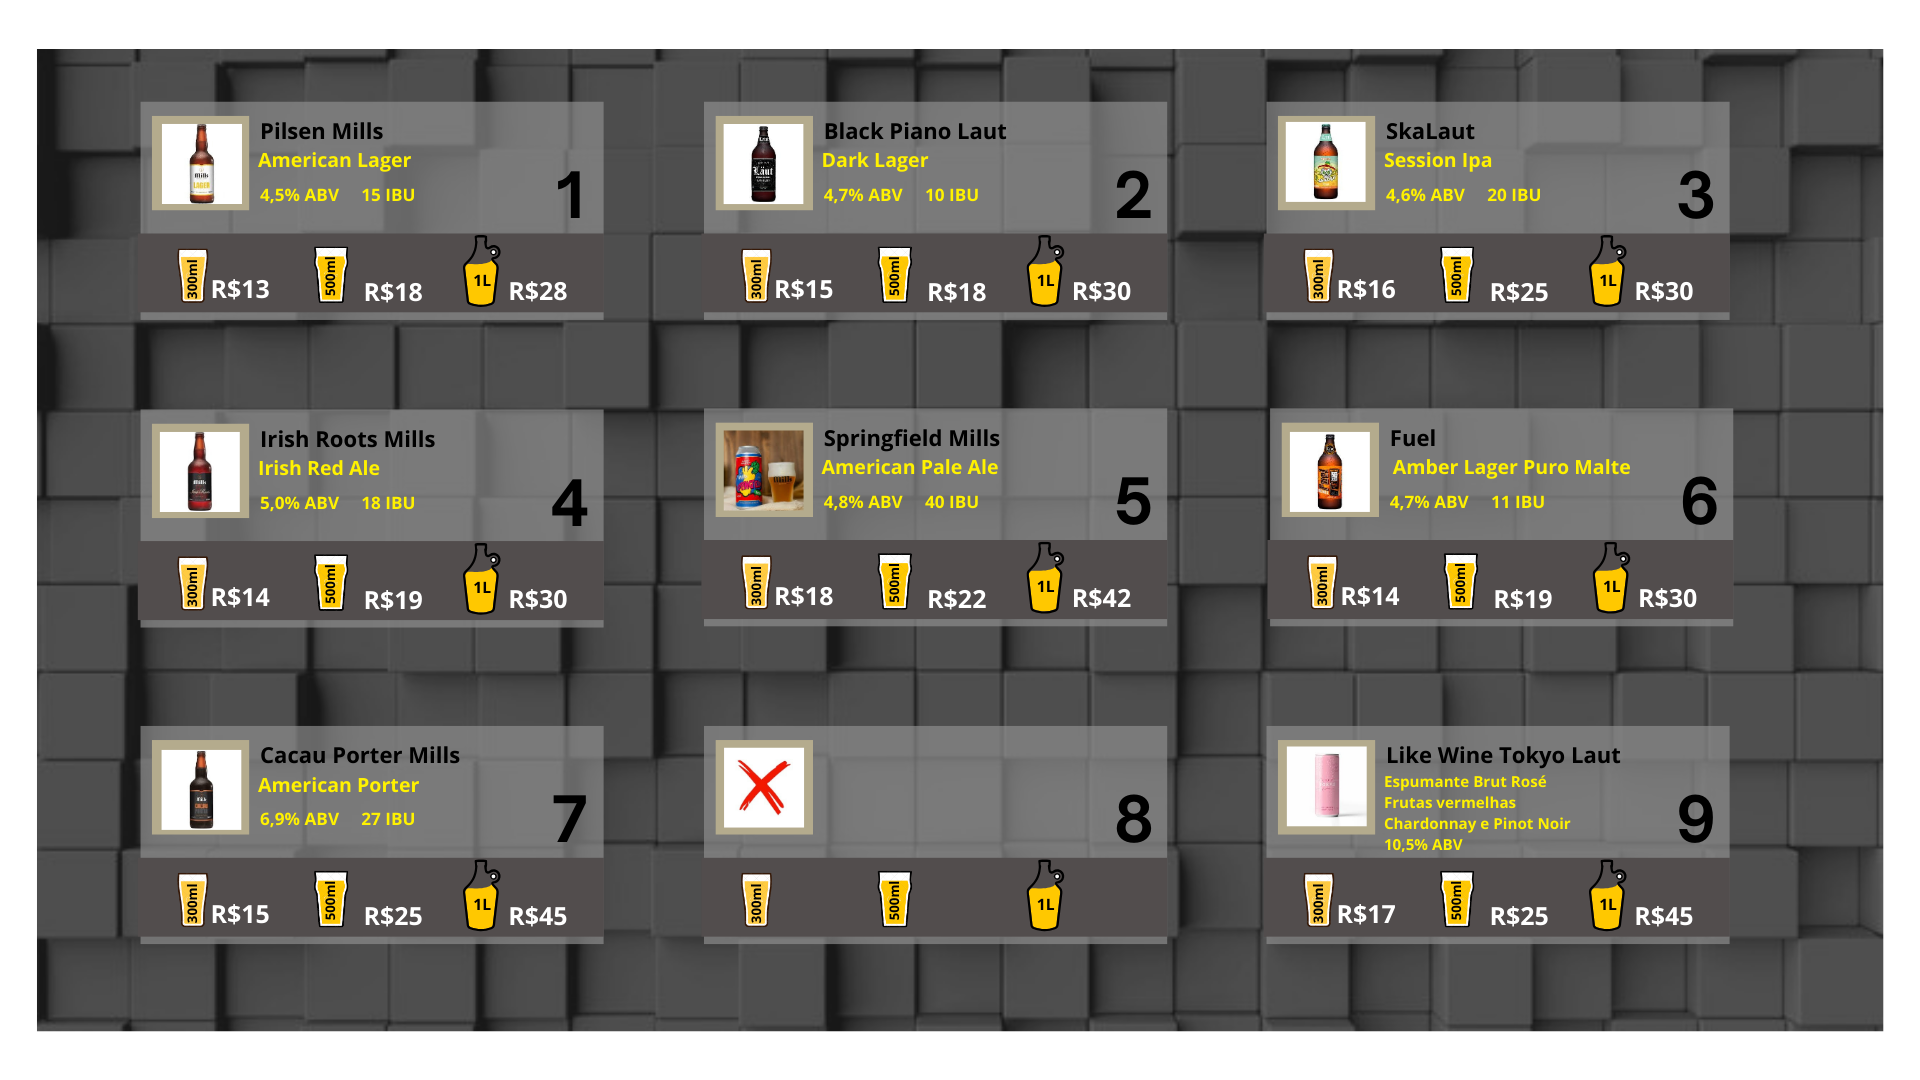 Pilsen Mills
American Lager
4,5% ABV 15 IBU
1
300ml R$13 500ml R$18 1L R$28
Black Piano Laut
Dark Lager
4,7% ABV 10 IBU
2
300ml R$15 500ml R$18 1L R$30
SkaLaut
Session Ipa
4,6% ABV 20 IBU
3
300ml R$16 500ml R$25 1L R$30
Irish Roots Mills
Irish Red Ale
5,0% ABV 18 IBU
4
300ml R$14 500ml R$19 1L R$30
Springfield Mills
American Pale Ale
4,8% ABV 40 IBU
5
300ml R$18 500ml R$22 1L R$42
Fuel
Amber Lager Puro Malte
4,7% ABV 11 IBU
6
300ml R$14 500ml R$19 1L R$30
Cacau Porter Mills
American Porter
6,9% ABV 27 IBU
7
300ml R$15 500ml R$25 1L R$45
8
300ml 500ml 1L
Like Wine Tokyo Laut
Espumante Brut Rosé
Frutas vermelhas
Chardonnay e Pinot Noir
10,5% ABV
9
300ml R$17 500ml R$25 1L R$45